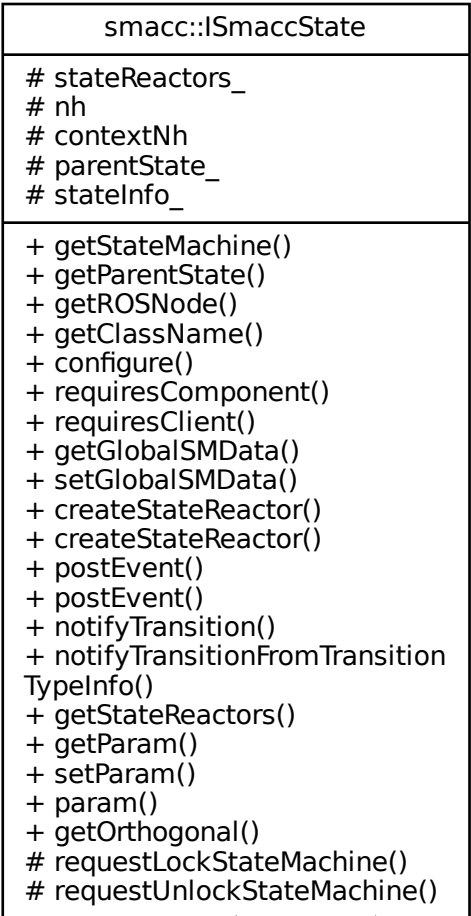 smacc::ISmaccState
# stateReactors_
# nh
# contextNh
# parentState_
# stateInfo_
+ getStateMachine()
+ getParentState()
+ getROSNode()
+ getClassName()
+ configure()
+ requiresComponent()
+ requiresClient()
+ getGlobalSMData()
+ setGlobalSMData()
+ createStateReactor()
+ createStateReactor()
+ postEvent()
+ postEvent()
+ notifyTransition()
+ notifyTransitionFromTransition
TypeInfo()
+ getStateReactors()
+ getParam()
+ setParam()
+ param()
+ getOrthogonal()
# requestLockStateMachine()
# requestUnlockStateMachine()